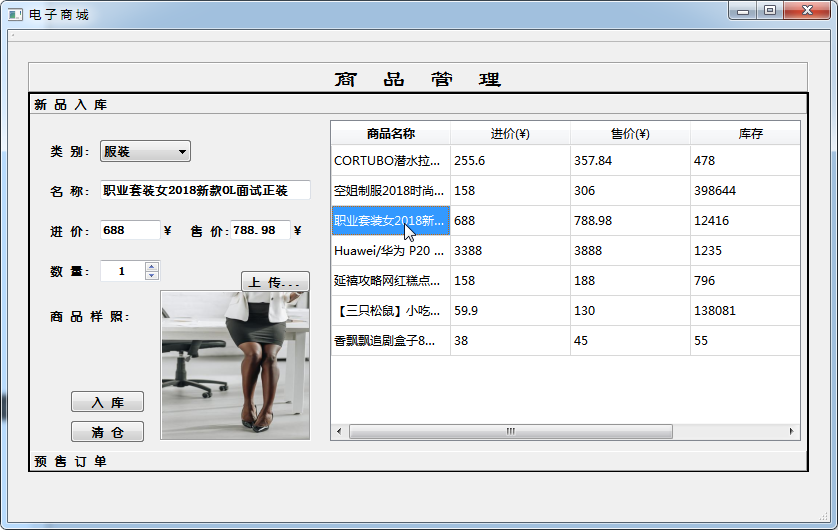 电子商城
商 品 管 理
新 品 入 库
类 别: 服装
名 称: 职业套装女2018新款OL面试正装
进 价: 688 ¥ 售 价: 788.98 ¥
数 量: 1
上 传...
商 品 样 照:
入 库
清 仓
商品名称 进价(¥) 售价(¥) 库存
CORTUBO潜水拉... 255.6 357.84 478
空姐制服2018时尚... 158 306 398644
职业套装女2018新... 688 788.98 12416
Huawei/华为 P20 ... 3388 3888 1235
延禧攻略网红糕点... 158 188 796
【三只松鼠】小吃... 59.9 130 138081
香飘飘追剧盒子8... 38 45 55
预 售 订 单